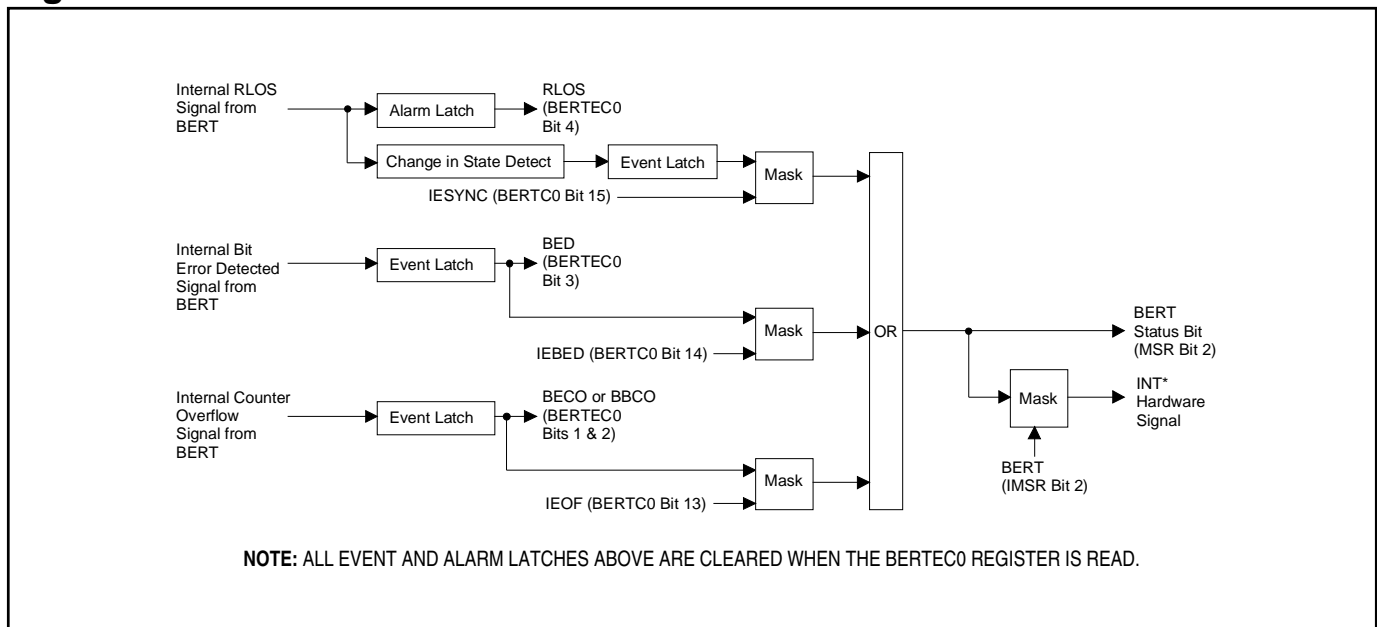 Internal RLOS
Signal from
BERT
Alarm Latch
RLOS
(BERTEC0
Bit 4)
Change in State Detect
Event Latch
Mask
IESYNC (BERTC0 Bit 15)
Internal Bit
Error Detected
Signal from
BERT
Event Latch
BED
(BERTEC0
Bit 3)
Mask
IEBED (BERTC0 Bit 14)
OR
BERT
Status Bit
(MSR Bit 2)
Internal Counter
Overflow
Signal from
BERT
Event Latch
BECO or BBCO
(BERTEC0
Bits 1 & 2)
Mask
IEOF (BERTC0 Bit 13)
Mask
INT*
Hardware
Signal
BERT
(IMSR Bit 2)
NOTE: ALL EVENT AND ALARM LATCHES ABOVE ARE CLEARED WHEN THE BERTEC0 REGISTER IS READ.